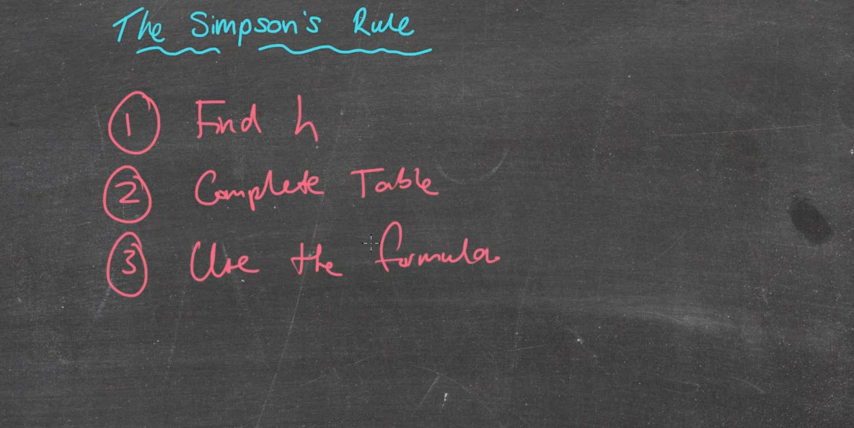 The Simpson's Rule
1 Find h
2 Complete Table
3 Use the formula